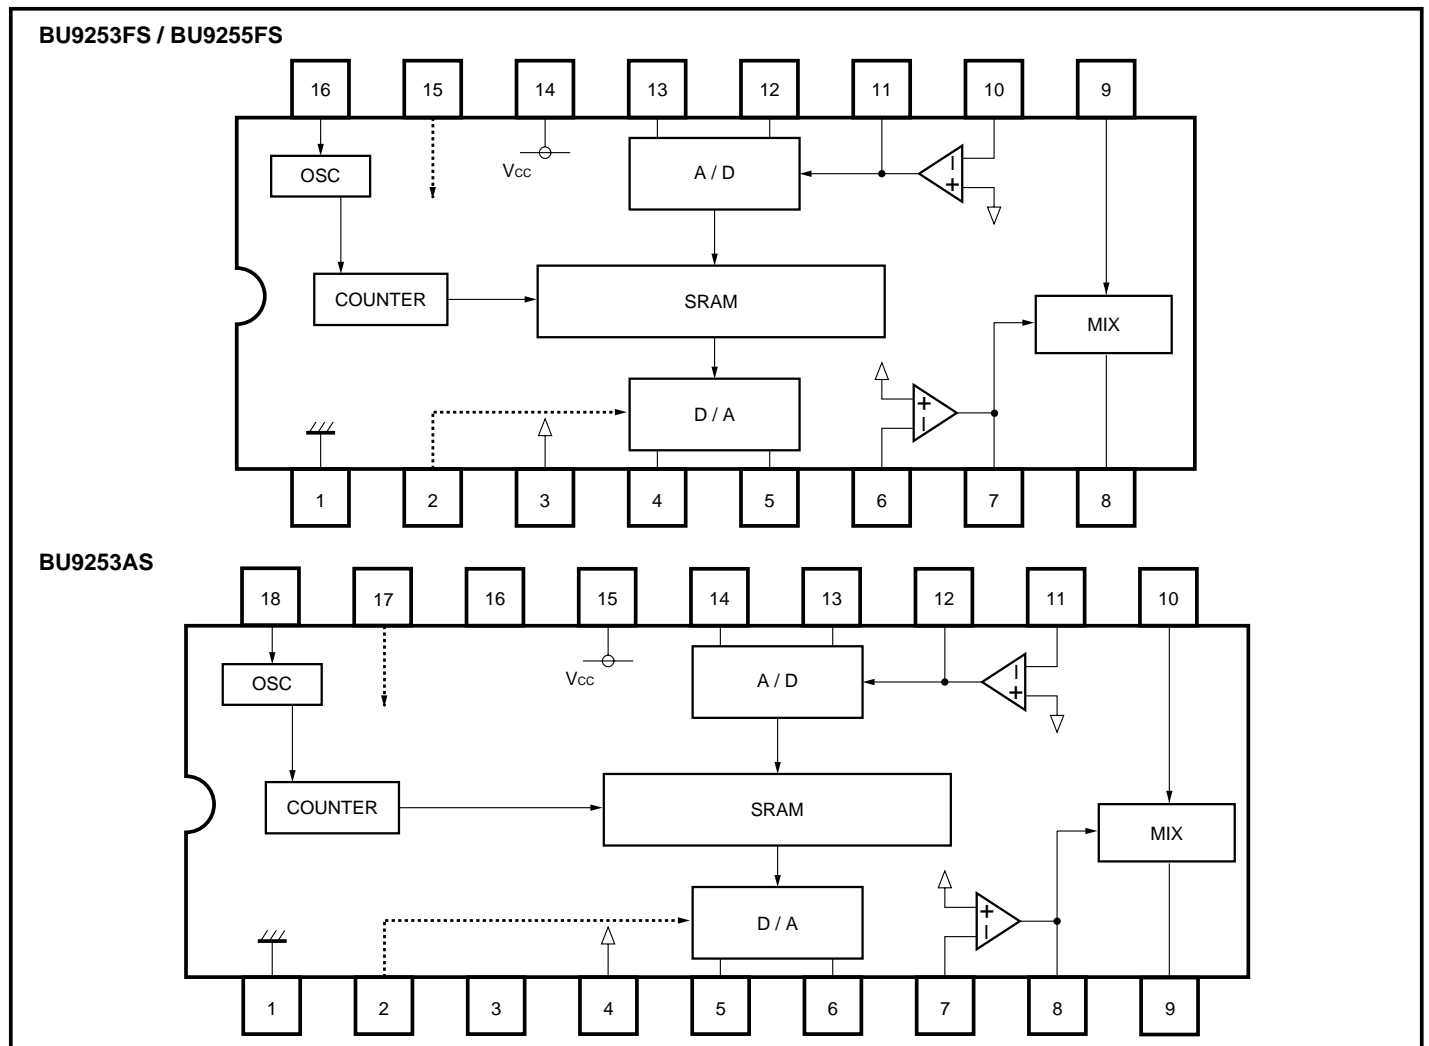 BU9253FS / BU9255FS
16 15 14 13 12 11 10 9
OSC
VCC
A / D
−
+
COUNTER
SRAM
MIX
D / A
+
−
1 2 3 4 5 6 7 8
BU9253AS
18 17 16 15 14 13 12 11 10
OSC
VCC
A / D
−
+
COUNTER
SRAM
MIX
D / A
+
−
1 2 3 4 5 6 7 8 9